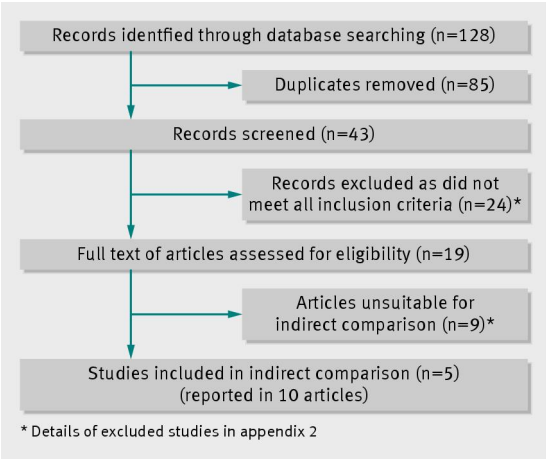 Records identfied through database searching (n=128)
Duplicates removed (n=85)
Records screened (n=43)
Records excluded as did not
meet all inclusion criteria (n=24)*
Full text of articles assessed for eligibility (n=19)
Articles unsuitable for
indirect comparison (n=9)*
Studies included in indirect comparison (n=5)
(reported in 10 articles)
* Details of excluded studies in appendix 2